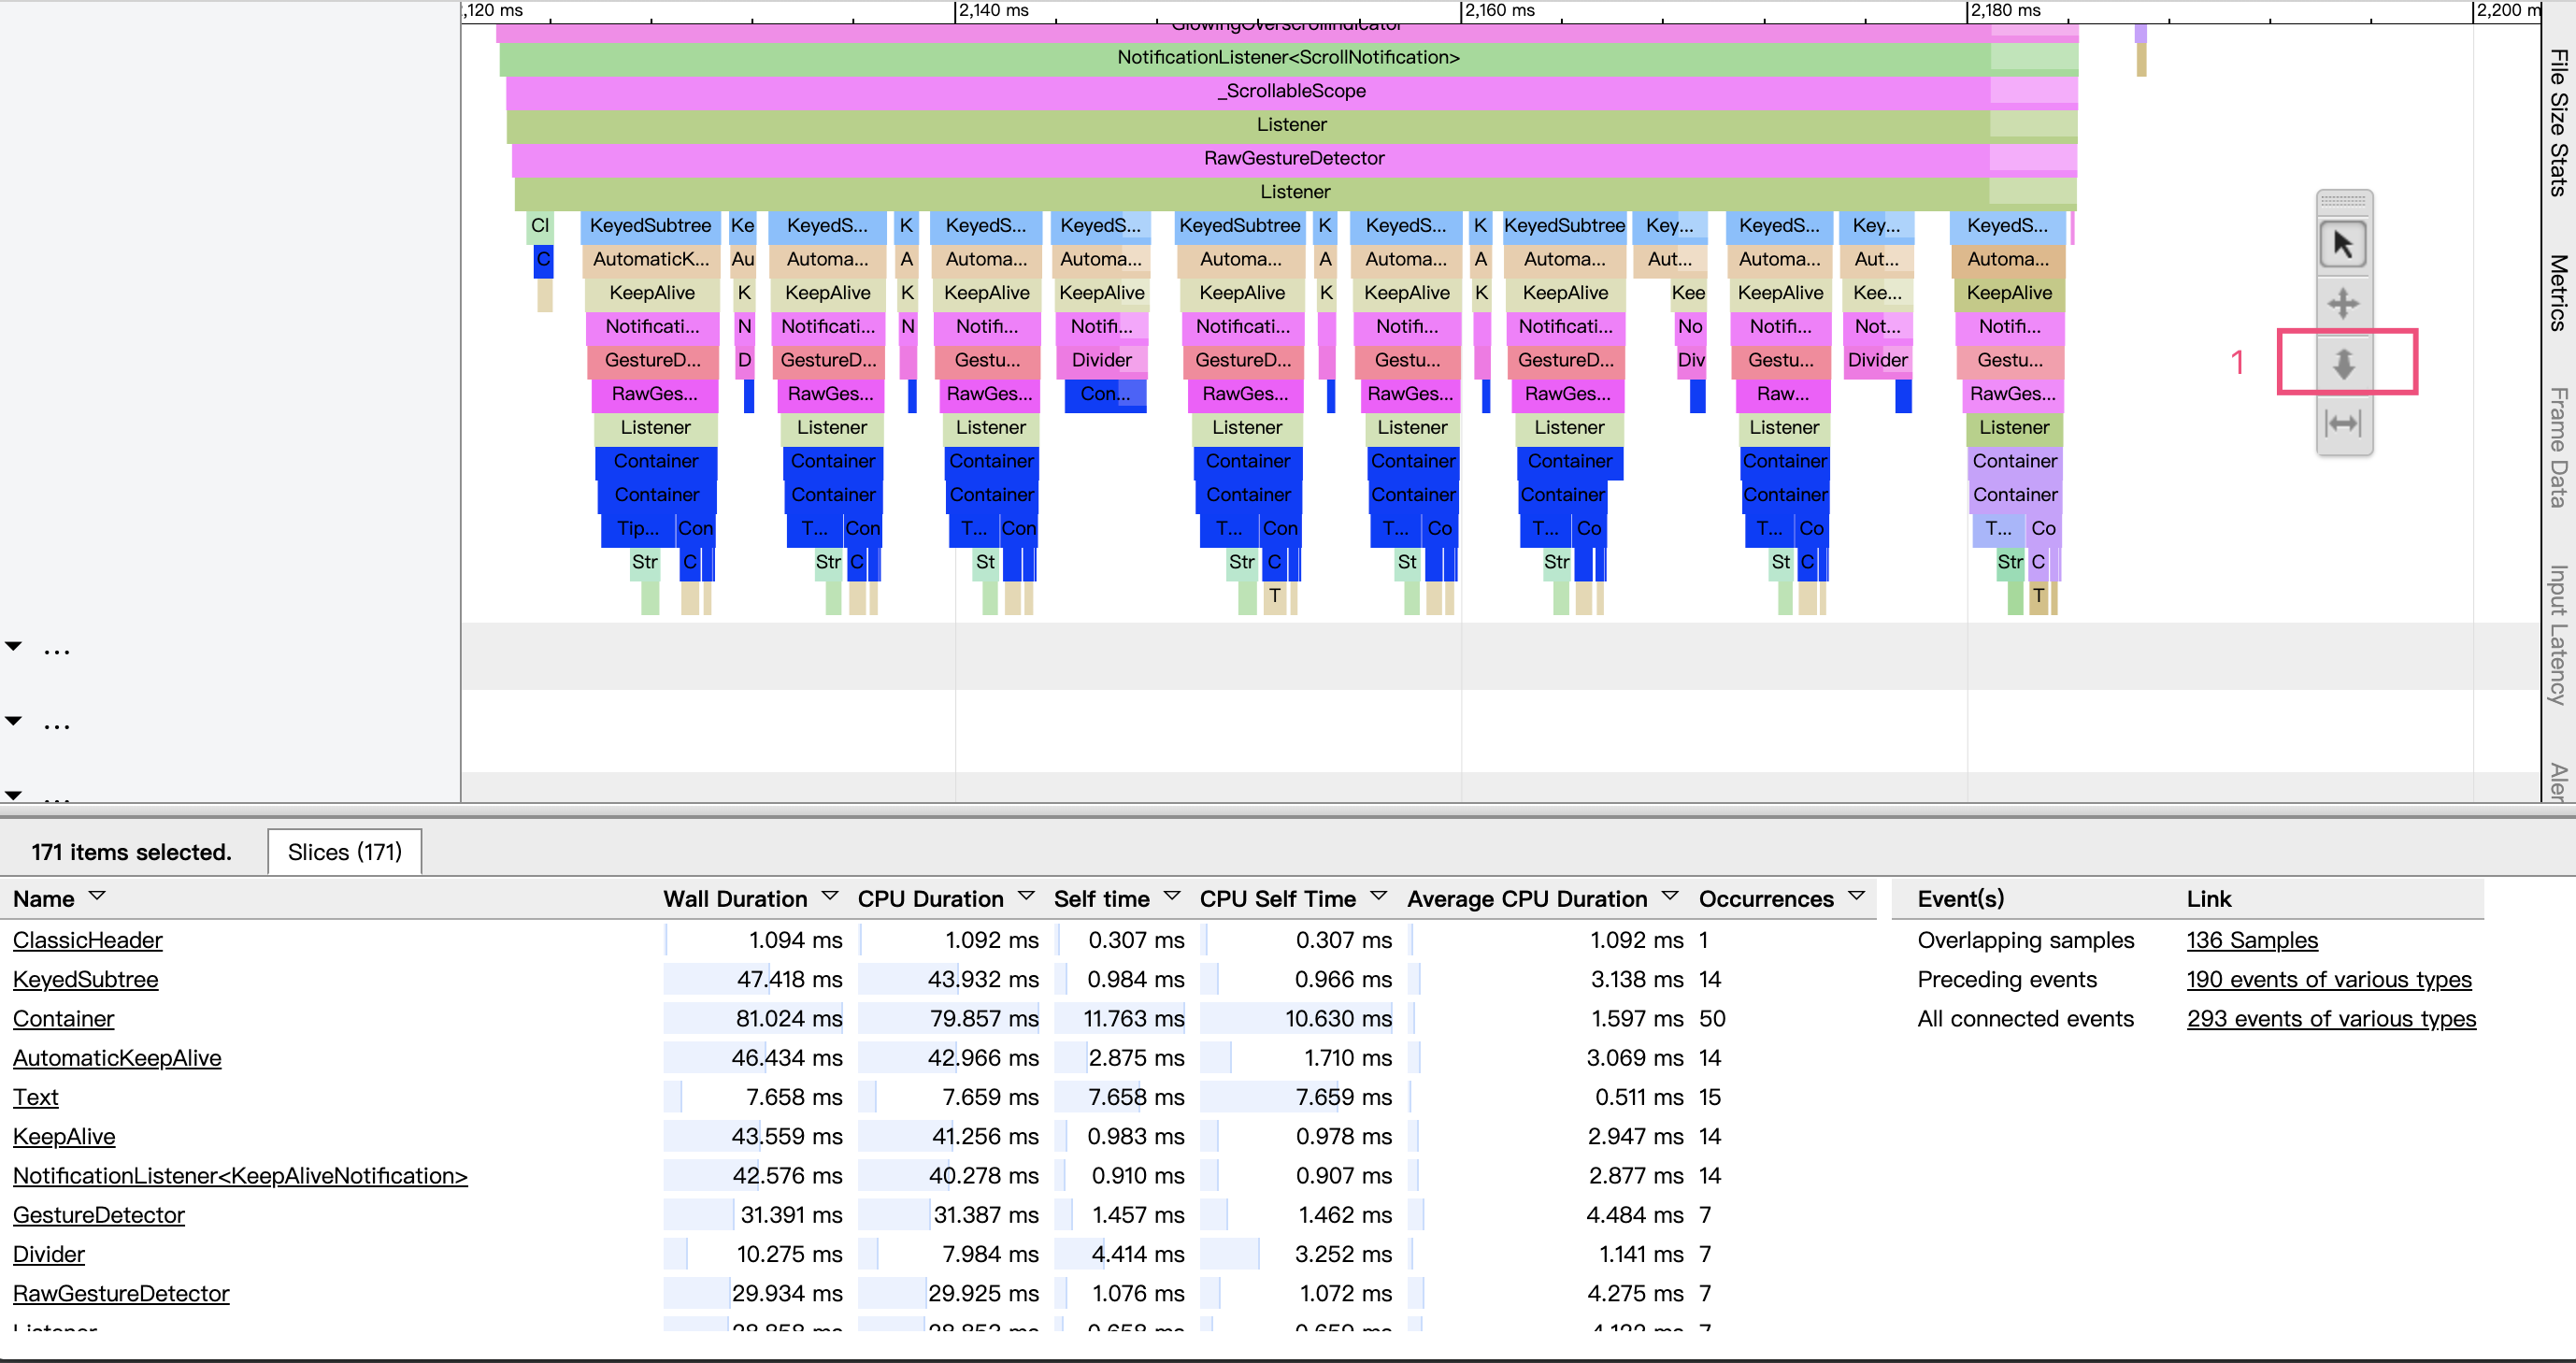 ,120 ms 2,140 ms 2,160 ms 2,180 ms 2,200 m
GlowingOverscrollIndicator
NotificationListener<ScrollNotification>
_ScrollableScope
Listener
RawGestureDetector
Listener
Cl KeyedSubtree Ke KeyedS... K KeyedS... KeyedS... KeyedSubtree K KeyedS... K KeyedSubtree Key... KeyedS... Key... KeyedS...
C AutomaticK... Au Automa... A Automa... Automa... Automa... A Automa... A Automa... Aut... Automa... Aut... Automa...
KeepAlive K KeepAlive K KeepAlive KeepAlive KeepAlive K KeepAlive K KeepAlive Kee KeepAlive Kee... KeepAlive
Notificati... N Notificati... N Notifi... Notifi... Notificati... Notifi... Notificati... No Notifi... Not... Notifi...
GestureD... D GestureD... Gestu... Divider GestureD... Gestu... GestureD... Div Gestu... Divider Gestu...
RawGes... RawGes... RawGes... Con... RawGes... RawGes... RawGes... Raw... RawGes...
Listener Listener Listener Listener Listener Listener Listener Listener
Container Container Container Container Container Container Container Container
Container Container Container Container Container Container Container Container
Tip... Con T... Con T... Con T... Con T... Co T... Co T... Co T... Co
Str C Str C St Str C St Str St C Str C
T T
1
...
...
...
File Size Stats
Metrics
Frame Data
Input Latency
Aler
171 items selected. Slices (171)
Name Wall Duration CPU Duration Self time CPU Self Time Average CPU Duration Occurrences Event(s) Link
ClassicHeader 1.094 ms 1.092 ms 0.307 ms 0.307 ms 1.092 ms 1 Overlapping samples 136 Samples
KeyedSubtree 47.418 ms 43.932 ms 0.984 ms 0.966 ms 3.138 ms 14 Preceding events 190 events of various types
Container 81.024 ms 79.857 ms 11.763 ms 10.630 ms 1.597 ms 50 All connected events 293 events of various types
AutomaticKeepAlive 46.434 ms 42.966 ms 2.875 ms 1.710 ms 3.069 ms 14
Text 7.658 ms 7.659 ms 7.658 ms 7.659 ms 0.511 ms 15
KeepAlive 43.559 ms 41.256 ms 0.983 ms 0.978 ms 2.947 ms 14
NotificationListener<KeepAliveNotification> 42.576 ms 40.278 ms 0.910 ms 0.907 ms 2.877 ms 14
GestureDetector 31.391 ms 31.387 ms 1.457 ms 1.462 ms 4.484 ms 7
Divider 10.275 ms 7.984 ms 4.414 ms 3.252 ms 1.141 ms 7
RawGestureDetector 29.934 ms 29.925 ms 1.076 ms 1.072 ms 4.275 ms 7
Listener